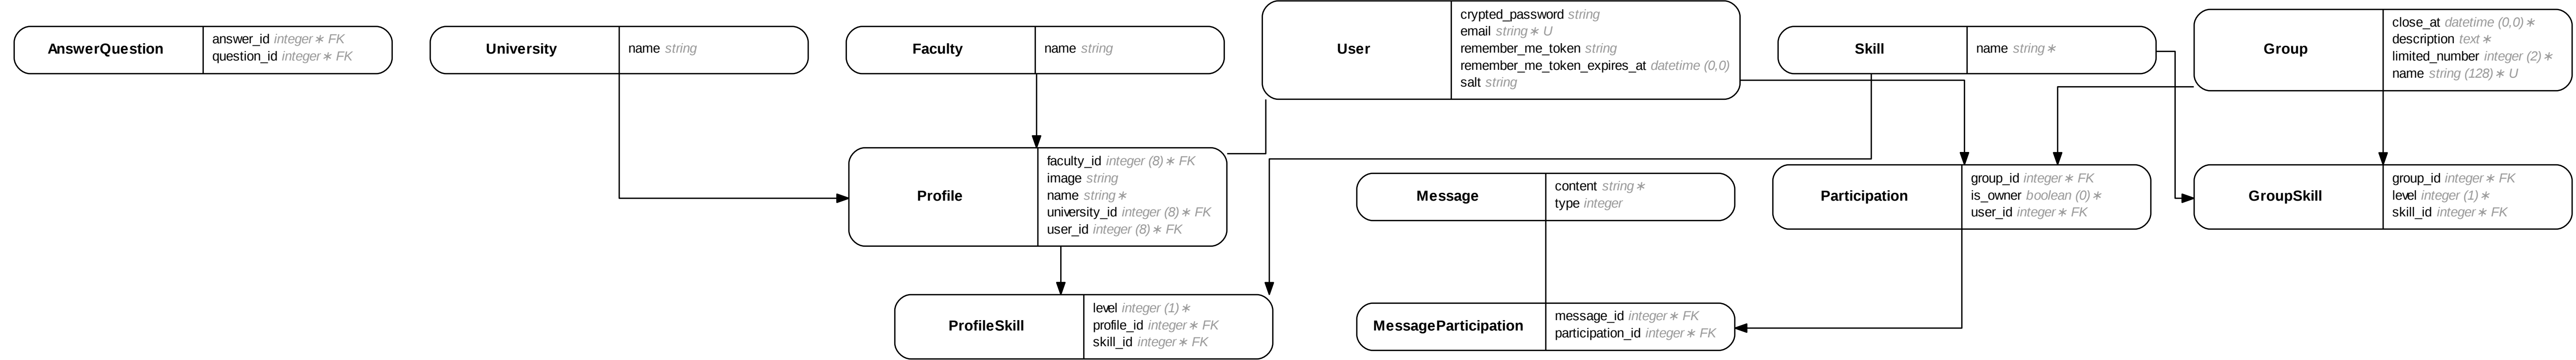 AnswerQuestion
answer_id integer∗ FK
question_id integer∗ FK
University
name string
Faculty
name string
User
crypted_password string
email string∗ U
remember_me_token string
remember_me_token_expires_at datetime (0,0)
salt string
Skill
name string∗
Group
close_at datetime (0,0)∗
description text∗
limited_number integer (2)∗
name string (128)∗ U
Profile
faculty_id integer (8)∗ FK
image string
name string∗
university_id integer (8)∗ FK
user_id integer (8)∗ FK
Message
content string∗
type integer
Participation
group_id integer∗ FK
is_owner boolean (0)∗
user_id integer∗ FK
GroupSkill
group_id integer∗ FK
level integer (1)∗
skill_id integer∗ FK
ProfileSkill
level integer (1)∗
profile_id integer∗ FK
skill_id integer∗ FK
MessageParticipation
message_id integer∗ FK
participation_id integer∗ FK